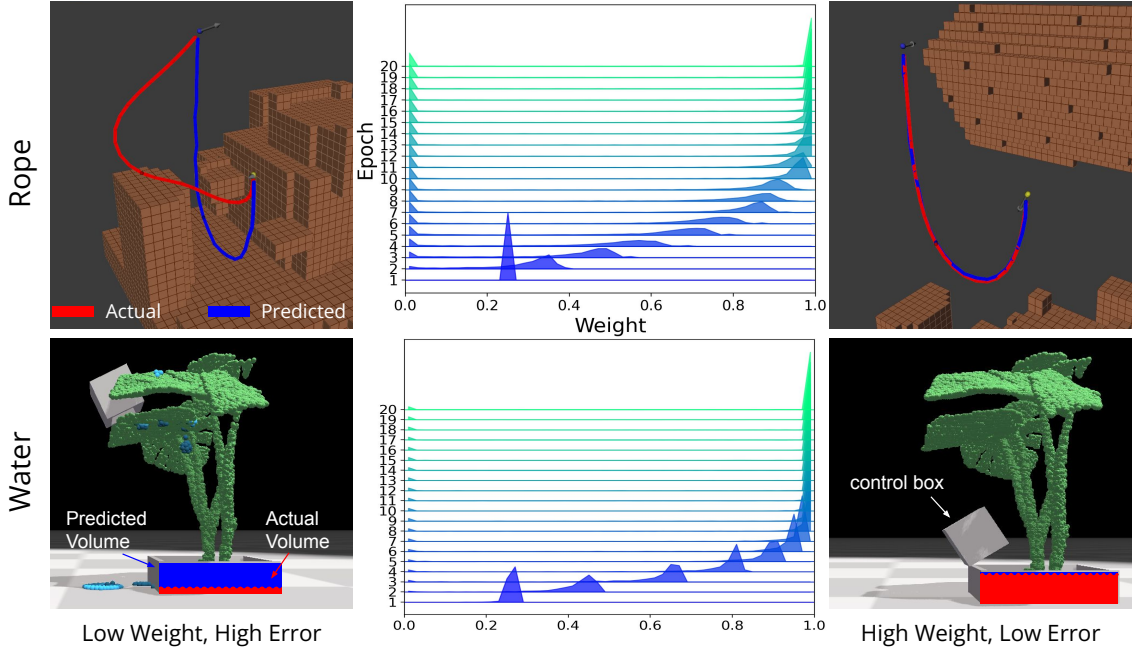 Rope
Actual
Predicted
Epoch
20
19
18
17
16
15
14
13
12
11
10
9
8
7
6
5
4
3
2
1
0.0 0.2 0.4 0.6 0.8 1.0
Weight
Water
Predicted
Volume
Actual
Volume
20
19
18
17
16
15
14
13
12
11
10
9
8
7
6
5
4
3
2
1
0.0 0.2 0.4 0.6 0.8 1.0
control box
Low Weight, High Error
High Weight, Low Error